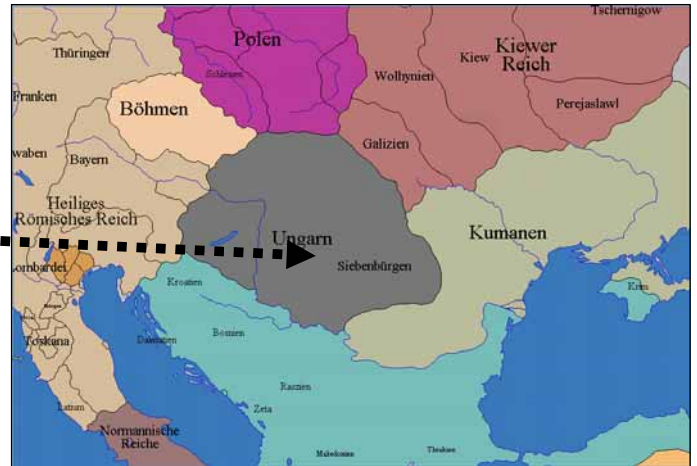 Tschernigow
Polen
Thüringen
Kiewer
Reich
Kiew
Schlesien
Wolhynien
Franken
Böhmen
Perejaslawl
Galizien
waben
Bayern
Heiliges
Römisches Reich
Kumanen
Ungarn
Lombardei
Siebenbürgen
Kroatien
Krim
Toskana
Dalmatien
Bosnien
Raszien
Latium
Zeta
Normannische
Reiche
Makedonien
Thrakien